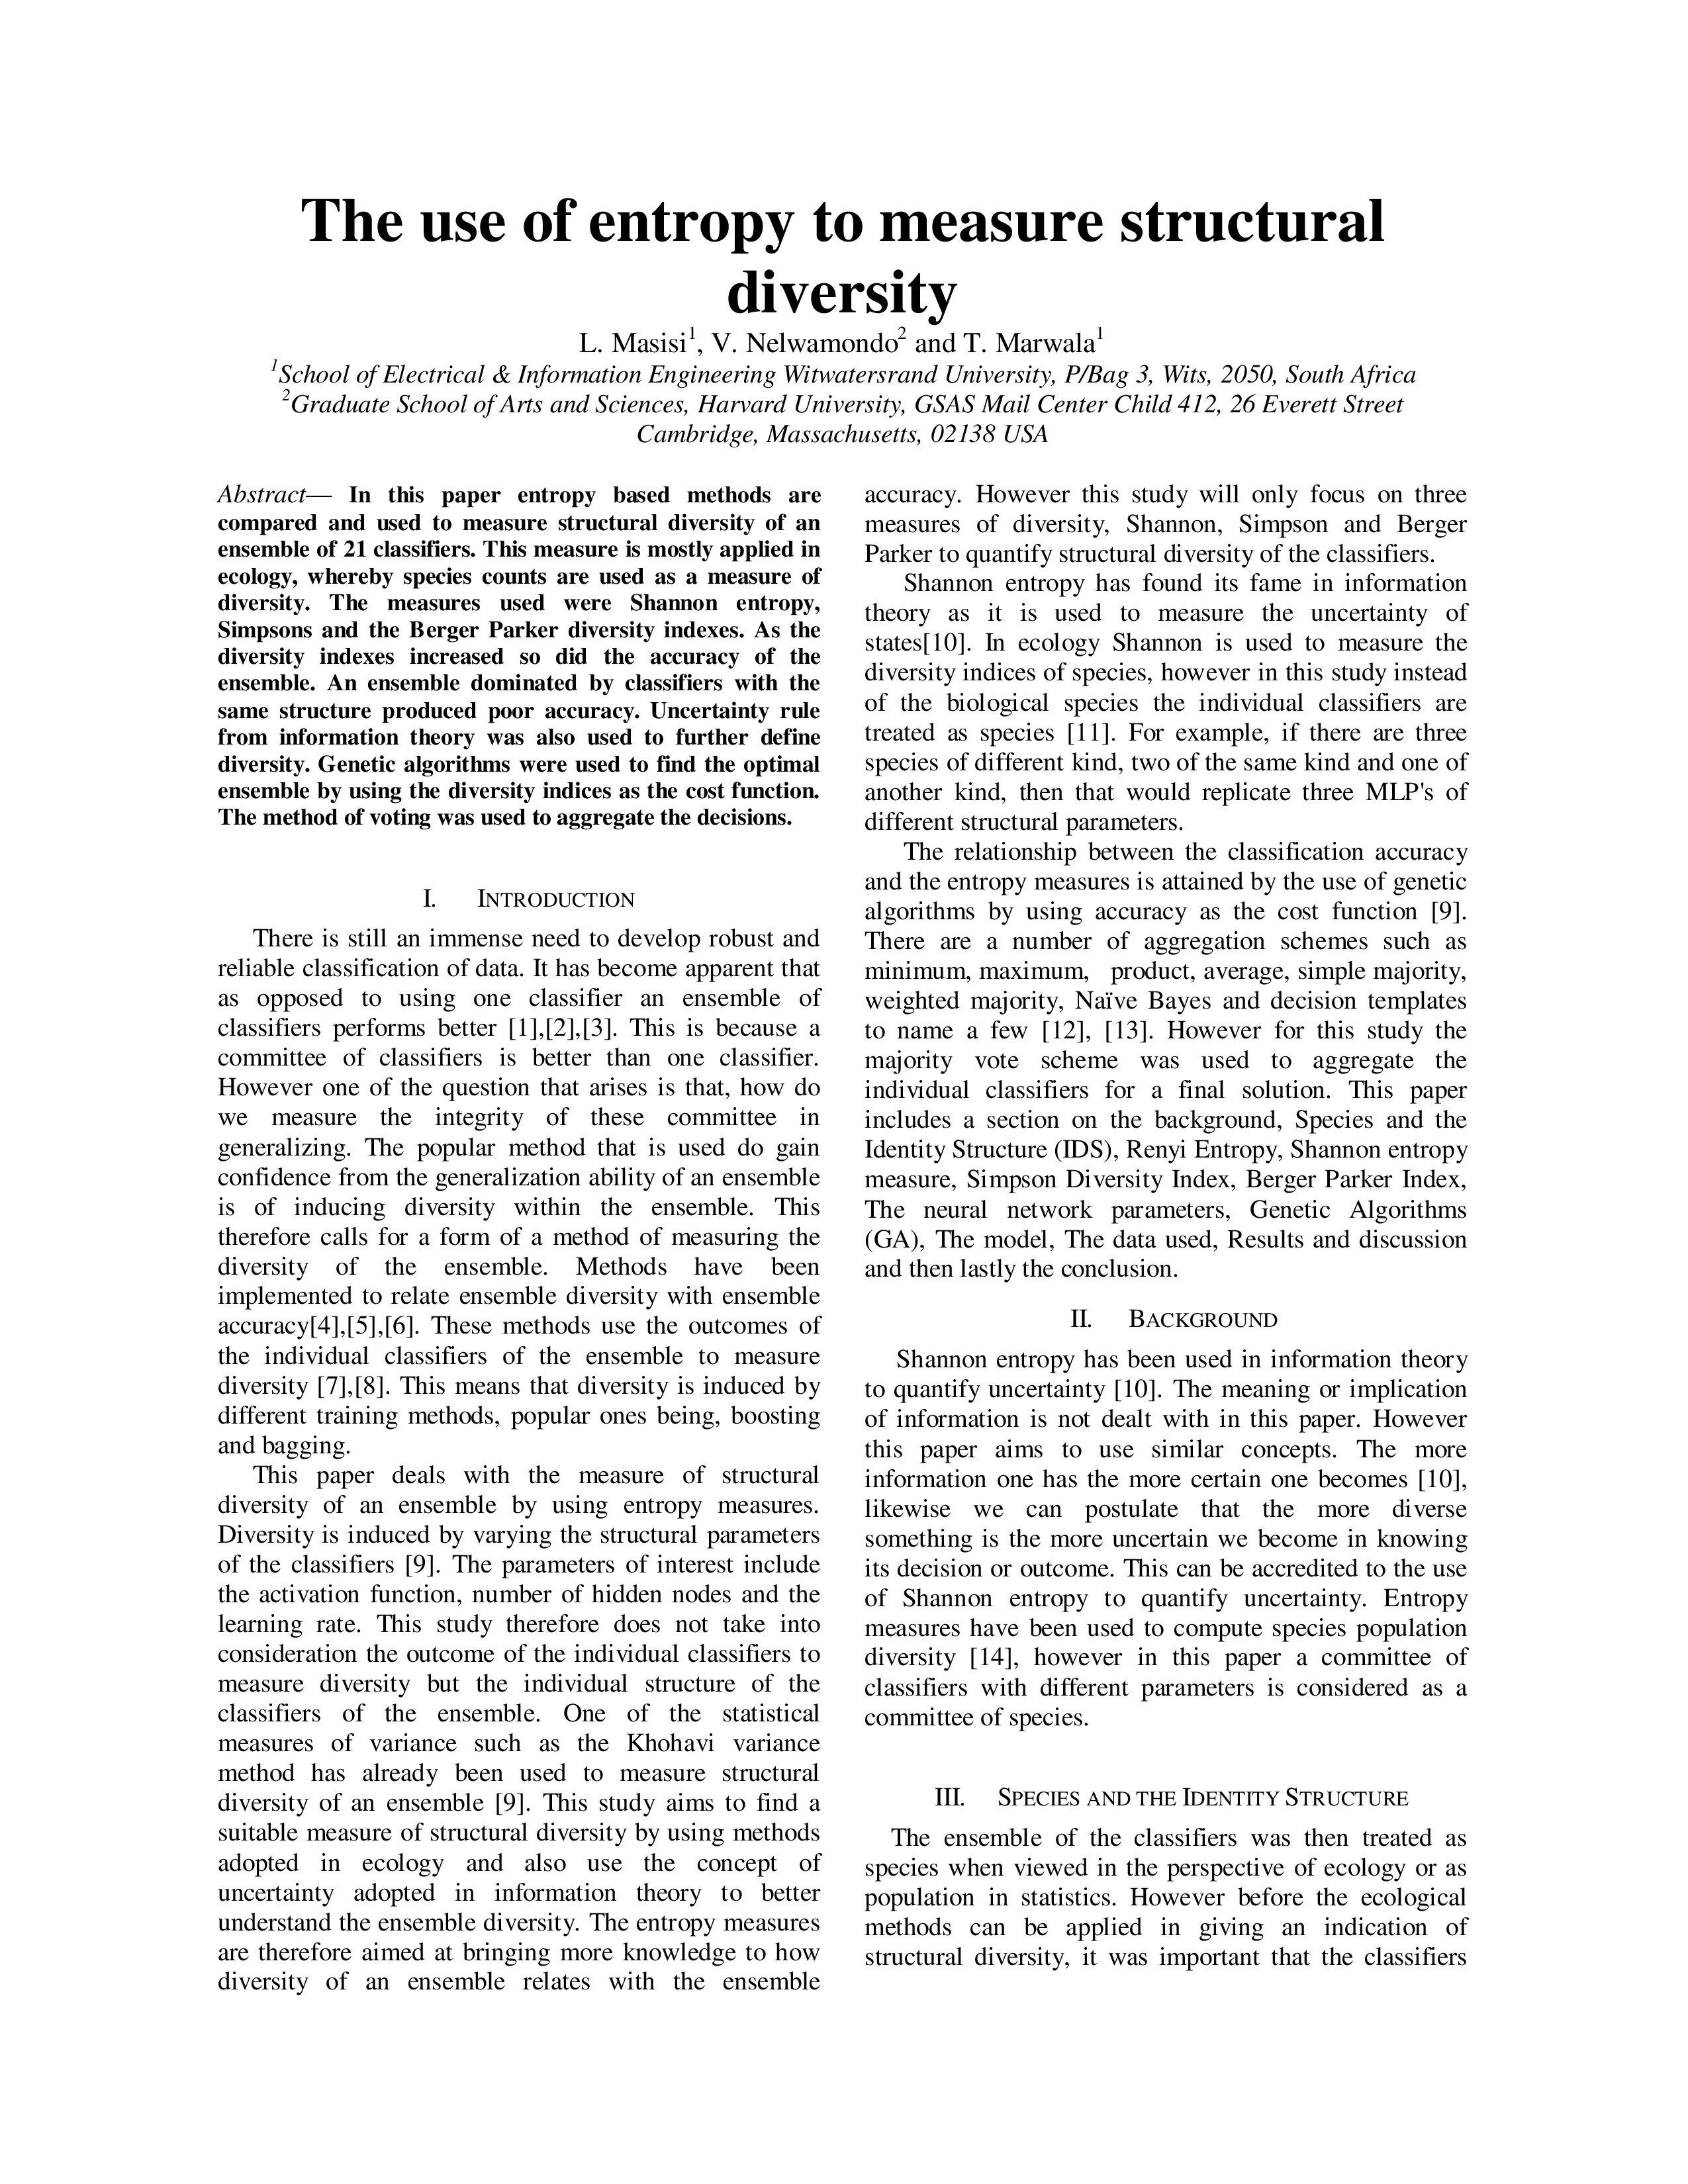 The use of entropy to measure structural
diversity
L. Masisi1, V. Nelwamondo2 and T. Marwala1
1School of Electrical & Information Engineering Witwatersrand University, P/Bag 3, Wits, 2050, South Africa
2Graduate School of Arts and Sciences, Harvard University, GSAS Mail Center Child 412, 26 Everett Street
Cambridge, Massachusetts, 02138 USA
Abstract— In this paper entropy based methods are
compared and used to measure structural diversity of an
ensemble of 21 classifiers. This measure is mostly applied in
ecology, whereby species counts are used as a measure of
diversity. The measures used were Shannon entropy,
Simpsons and the Berger Parker diversity indexes. As the
diversity indexes increased so did the accuracy of the
ensemble. An ensemble dominated by classifiers with the
same structure produced poor accuracy. Uncertainty rule
from information theory was also used to further define
diversity. Genetic algorithms were used to find the optimal
ensemble by using the diversity indices as the cost function.
The method of voting was used to aggregate the decisions.
I. INTRODUCTION
There is still an immense need to develop robust and
reliable classification of data. It has become apparent that
as opposed to using one classifier an ensemble of
classifiers performs better [1],[2],[3]. This is because a
committee of classifiers is better than one classifier.
However one of the question that arises is that, how do
we measure the integrity of these committee in
generalizing. The popular method that is used do gain
confidence from the generalization ability of an ensemble
is of inducing diversity within the ensemble. This
therefore calls for a form of a method of measuring the
diversity of the ensemble. Methods have been
implemented to relate ensemble diversity with ensemble
accuracy[4],[5],[6]. These methods use the outcomes of
the individual classifiers of the ensemble to measure
diversity [7],[8]. This means that diversity is induced by
different training methods, popular ones being, boosting
and bagging.
This paper deals with the measure of structural
diversity of an ensemble by using entropy measures.
Diversity is induced by varying the structural parameters
of the classifiers [9]. The parameters of interest include
the activation function, number of hidden nodes and the
learning rate. This study therefore does not take into
consideration the outcome of the individual classifiers to
measure diversity but the individual structure of the
classifiers of the ensemble. One of the statistical
measures of variance such as the Khohavi variance
method has already been used to measure structural
diversity of an ensemble [9]. This study aims to find a
suitable measure of structural diversity by using methods
adopted in ecology and also use the concept of
uncertainty adopted in information theory to better
understand the ensemble diversity. The entropy measures
are therefore aimed at bringing more knowledge to how
diversity of an ensemble relates with the ensemble
accuracy. However this study will only focus on three
measures of diversity, Shannon, Simpson and Berger
Parker to quantify structural diversity of the classifiers.
Shannon entropy has found its fame in information
theory as it is used to measure the uncertainty of
states[10]. In ecology Shannon is used to measure the
diversity indices of species, however in this study instead
of the biological species the individual classifiers are
treated as species [11]. For example, if there are three
species of different kind, two of the same kind and one of
another kind, then that would replicate three MLP's of
different structural parameters.
The relationship between the classification accuracy
and the entropy measures is attained by the use of genetic
algorithms by using accuracy as the cost function [9].
There are a number of aggregation schemes such as
minimum, maximum, product, average, simple majority,
weighted majority, Naïve Bayes and decision templates
to name a few [12], [13]. However for this study the
majority vote scheme was used to aggregate the
individual classifiers for a final solution. This paper
includes a section on the background, Species and the
Identity Structure (IDS), Renyi Entropy, Shannon entropy
measure, Simpson Diversity Index, Berger Parker Index,
The neural network parameters, Genetic Algorithms
(GA), The model, The data used, Results and discussion
and then lastly the conclusion.
II. BACKGROUND
Shannon entropy has been used in information theory
to quantify uncertainty [10]. The meaning or implication
of information is not dealt with in this paper. However
this paper aims to use similar concepts. The more
information one has the more certain one becomes [10],
likewise we can postulate that the more diverse
something is the more uncertain we become in knowing
its decision or outcome. This can be accredited to the use
of Shannon entropy to quantify uncertainty. Entropy
measures have been used to compute species population
diversity [14], however in this paper a committee of
classifiers with different parameters is considered as a
committee of species.
III. SPECIES AND THE IDENTITY STRUCTURE
The ensemble of the classifiers was then treated as
species when viewed in the perspective of ecology or as
population in statistics. However before the ecological
methods can be applied in giving an indication of
structural diversity, it was important that the classifiers